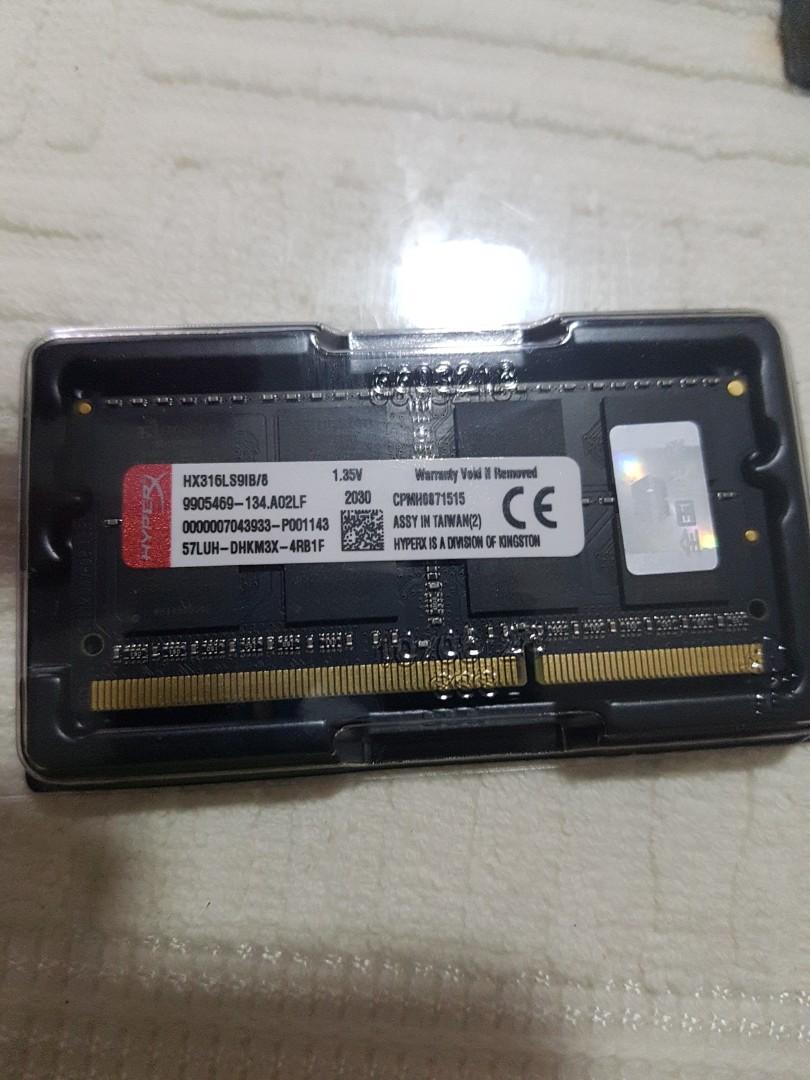 HYPERX
HX316LS9IB/8 1.35V Warranty Void if Removed
9905469-134.A02LF 2030 CPMH6871515
0000007043933-P001143 ASSY IN TAIWAN(2)
57LUH-DHKM3X-4RB1F HYPERX IS A DIVISION OF KINGSTON
CE